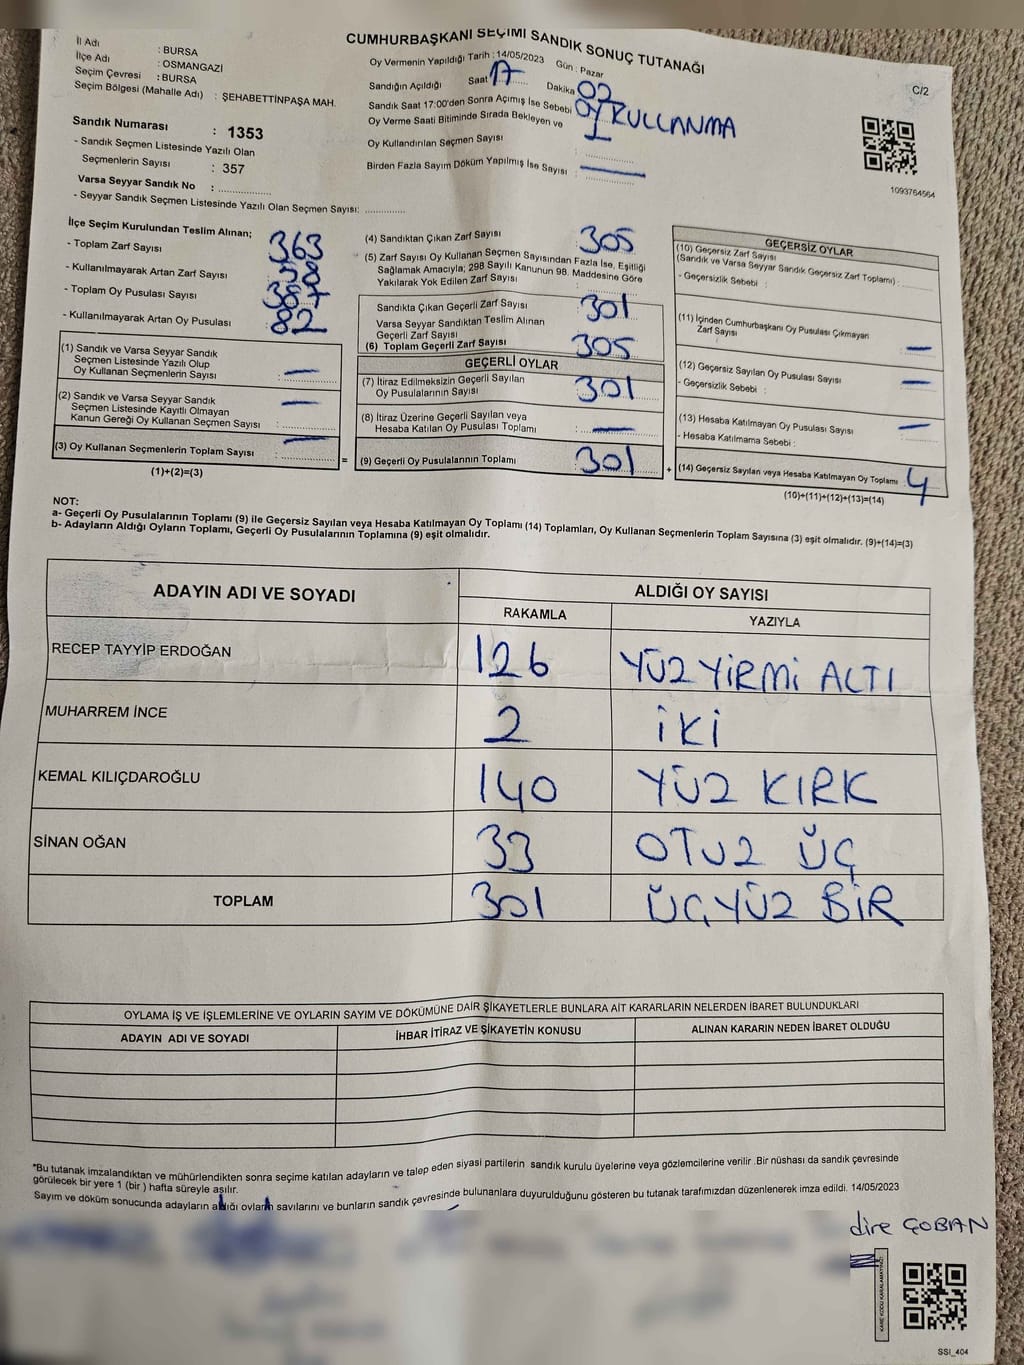 CUMHURBAŞKANI SEÇİMİ SANDIK SONUÇ TUTANAĞI
C/2
İl Adı : BURSA
İlçe Adı : OSMANGAZİ
Seçim Çevresi : BURSA
Seçim Bölgesi (Mahalle Adı) : ŞEHABETTİNPAŞA MAH.
Sandık Numarası : 1353
- Sandık Seçmen Listesinde Yazılı Olan
Seçmenlerin Sayısı : 357
Varsa Seyyar Sandık No : ..............
- Seyyar Sandık Seçmen Listesinde Yazılı Olan Seçmen Sayısı: ..............
Oy Vermenin Yapıldığı Tarih : 14/05/2023 Gün : Pazar
Sandığın Açıldığı Saat 17 Dakika 02
Sandık Saat 17:00'den Sonra Açımış İse Sebebi OY KULLANMA
Oy Verme Saati Bitiminde Sırada Bekleyen ve
Oy Kullandırılan Seçmen Sayısı : 1
Birden Fazla Sayım Döküm Yapılmış İse Sayısı : —
1093764564
İlçe Seçim Kurulundan Teslim Alınan;
- Toplam Zarf Sayısı 363
- Kullanılmayarak Artan Zarf Sayısı 58
- Toplam Oy Pusulası Sayısı 387
- Kullanılmayarak Artan Oy Pusulası 82
(1) Sandık ve Varsa Seyyar Sandık
Seçmen Listesinde Yazılı Olup
Oy Kullanan Seçmenlerin Sayısı : —
(2) Sandık ve Varsa Seyyar Sandık
Seçmen Listesinde Kayıtlı Olmayan
Kanun Gereği Oy Kullanan Seçmen Sayısı : —
(3) Oy Kullanan Seçmenlerin Toplam Sayısı : —
(1)+(2)=(3)
=
(4) Sandıktan Çıkan Zarf Sayısı 305
(5) Zarf Sayısı Oy Kullanan Seçmen Sayısından Fazla İse, Eşitliği
Sağlamak Amacıyla; 298 Sayılı Kanunun 98. Maddesine Göre
Yakılarak Yok Edilen Zarf Sayısı :
Sandıkta Çıkan Geçerli Zarf Sayısı 301
Varsa Seyyar Sandıktan Teslim Alınan
Geçerli Zarf Sayısı
(6) Toplam Geçerli Zarf Sayısı 305
GEÇERLİ OYLAR
(7) İtiraz Edilmeksizin Geçerli Sayılan
Oy Pusulalarının Sayısı : 301
(8) İtiraz Üzerine Geçerli Sayılan veya
Hesaba Katılan Oy Pusulası Toplamı : —
(9) Geçerli Oy Pusulalarının Toplamı 301
+
GEÇERSİZ OYLAR
(10) Geçersiz Zarf Sayısı
(Sandık ve Varsa Seyyar Sandık Geçersiz Zarf Toplamı) :
- Geçersizlik Sebebi :
(11) İçinden Cumhurbaşkanı Oy Pusulası Çıkmayan
Zarf Sayısı : —
(12) Geçersiz Sayılan Oy Pusulası Sayısı : —
- Geçersizlik Sebebi :
(13) Hesaba Katılmayan Oy Pusulası Sayısı : —
- Hesaba Katılmama Sebebi :
(14) Geçersiz Sayılan veya Hesaba Katılmayan Oy Toplamı : 4
(10)+(11)+(12)+(13)=(14)
NOT:
a- Geçerli Oy Pusulalarının Toplamı (9) ile Geçersiz Sayılan veya Hesaba Katılmayan Oy Toplamı (14) Toplamları, Oy Kullanan Seçmenlerin Toplam Sayısına (3) eşit olmalıdır. (9)+(14)=(3)
b- Adayların Aldığı Oyların Toplamı, Geçerli Oy Pusulalarının Toplamına (9) eşit olmalıdır.
ADAYIN ADI VE SOYADI ALDIĞI OY SAYISI
RAKAMLA YAZIYLA
RECEP TAYYİP ERDOĞAN 126 YÜZ YİRMİ ALTI
MUHARREM İNCE 2 İKİ
KEMAL KILIÇDAROĞLU 140 YÜZ KIRK
SİNAN OĞAN 33 OTUZ ÜÇ
TOPLAM 301 ÜÇYÜZ BİR
OYLAMA İŞ VE İŞLEMLERİNE VE OYLARIN SAYIM VE DÖKÜMÜNE DAİR ŞİKAYETLERLE BUNLARA AİT KARARLARIN NELERDEN İBARET BULUNDUKLARI
ADAYIN ADI VE SOYADI İHBAR İTİRAZ VE ŞİKAYETİN KONUSU ALINAN KARARIN NEDEN İBARET OLDUĞU
*Bu tutanak imzalandıktan ve mühürlendikten sonra seçime katılan adayların ve talep eden siyasi partilerin sandık kurulu üyelerine veya gözlemcilerine verilir. Bir nüshası da sandık çevresinde
görülecek bir yere 1 (bir) hafta süreyle asılır.
Sayım ve döküm sonucunda adayların aldığı oyların sayılarını ve bunların sandık çevresinde bulunanlara duyurulduğunu gösteren bu tutanak tarafımızdan düzenlenerek imza edildi. 14/05/2023
dire ÇOBAN
KARE KODU KARALAMAYINIZ!
SSI_404